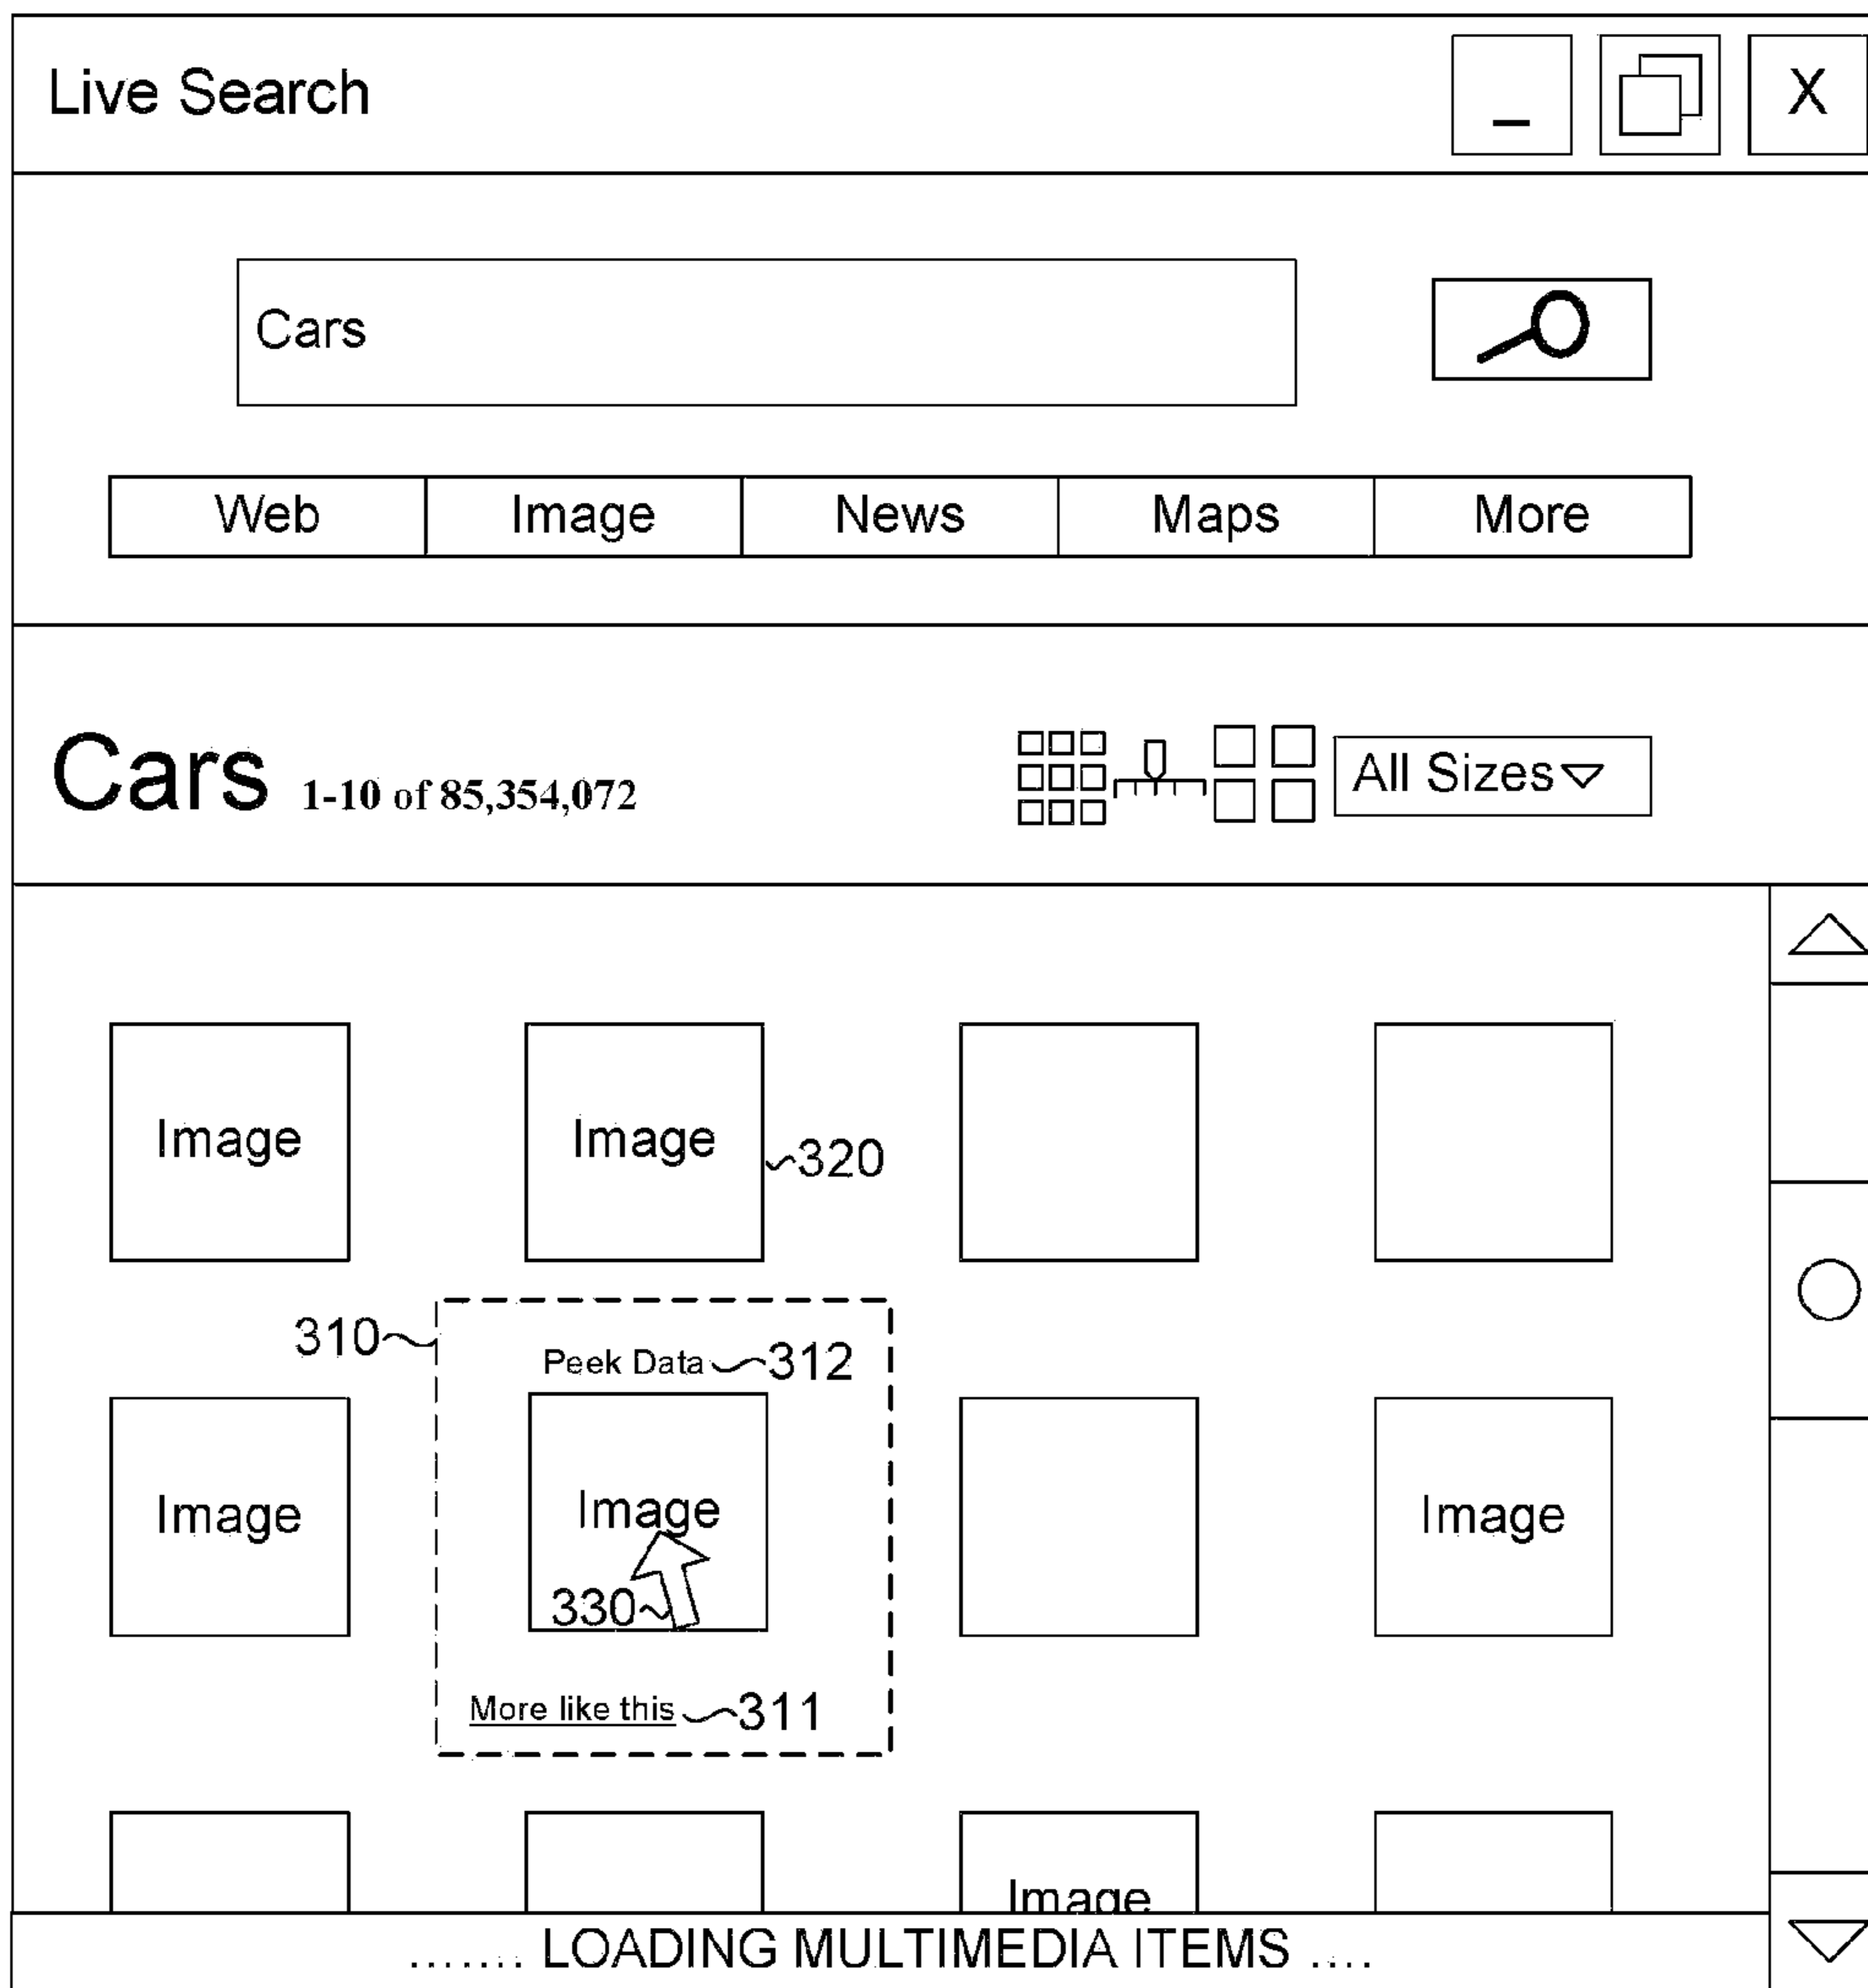 Live Search _ X
Cars
Web Image News Maps More
Cars 1-10 of 85,354,072 All Sizes
Image Image 320
310 Peek Data 312
Image Image Image
330
More like this 311
Image
....... LOADING MULTIMEDIA ITEMS ....